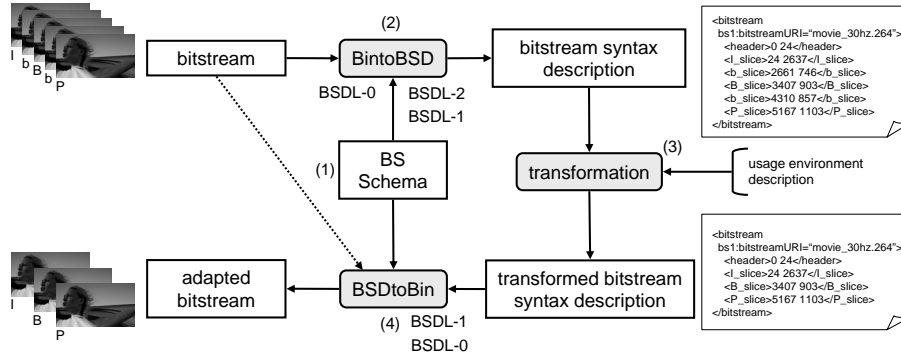 I
b
B
b
P
bitstream
(2)
BintoBSD
BSDL-0
BSDL-2
BSDL-1
bitstream syntax
description
<bitstream
bs1:bitstreamURI="movie_30hz.264">
<header>0 24</header>
<I_slice>24 2637</I_slice>
<b_slice>2661 746</b_slice>
<B_slice>3407 903</B_slice>
<b_slice>4310 857</b_slice>
<P_slice>5167 1103</P_slice>
</bitstream>
(1)
BS
Schema
(3)
transformation
usage environment
description
I
B
P
adapted
bitstream
BSDtoBin
(4)
BSDL-1
BSDL-0
transformed bitstream
syntax description
<bitstream
bs1:bitstreamURI="movie_30hz.264">
<header>0 24</header>
<I_slice>24 2637</I_slice>
<B_slice>3407 903</B_slice>
<P_slice>5167 1103</P_slice>
</bitstream>